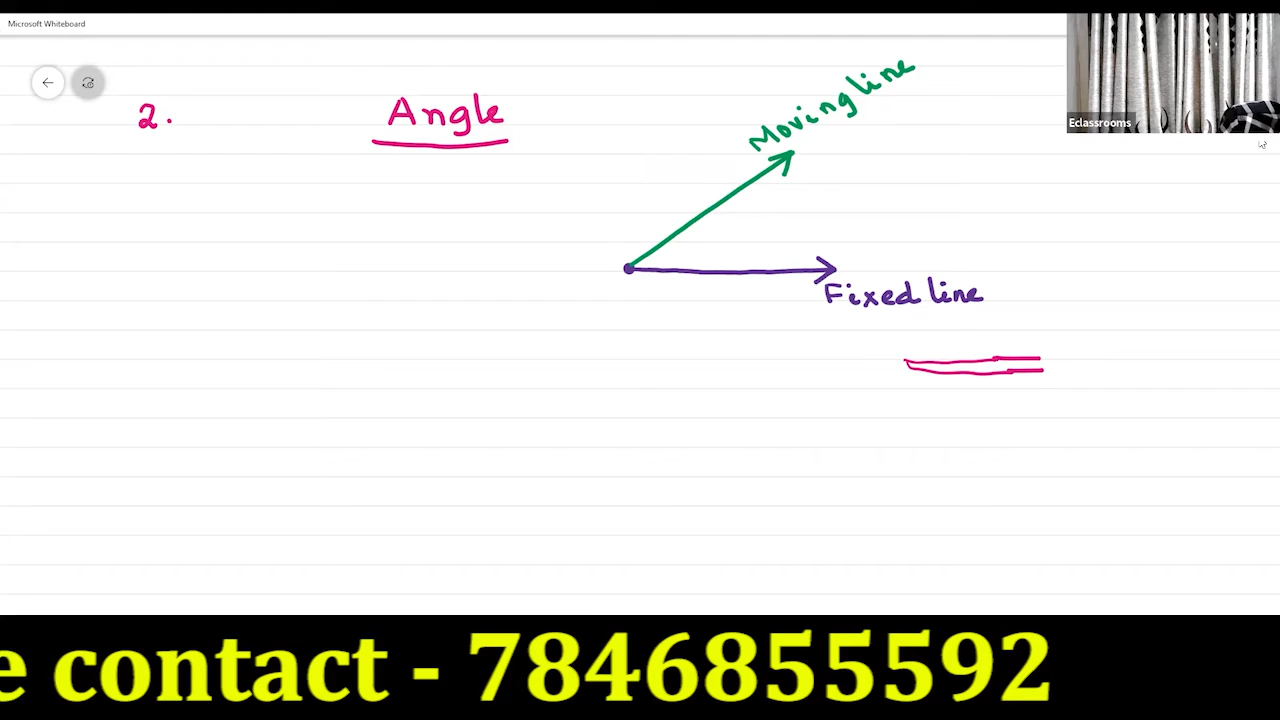 Microsoft Whiteboard
2. Angle
Moving line
Fixed line
Eclassrooms
e contact - 7846855592